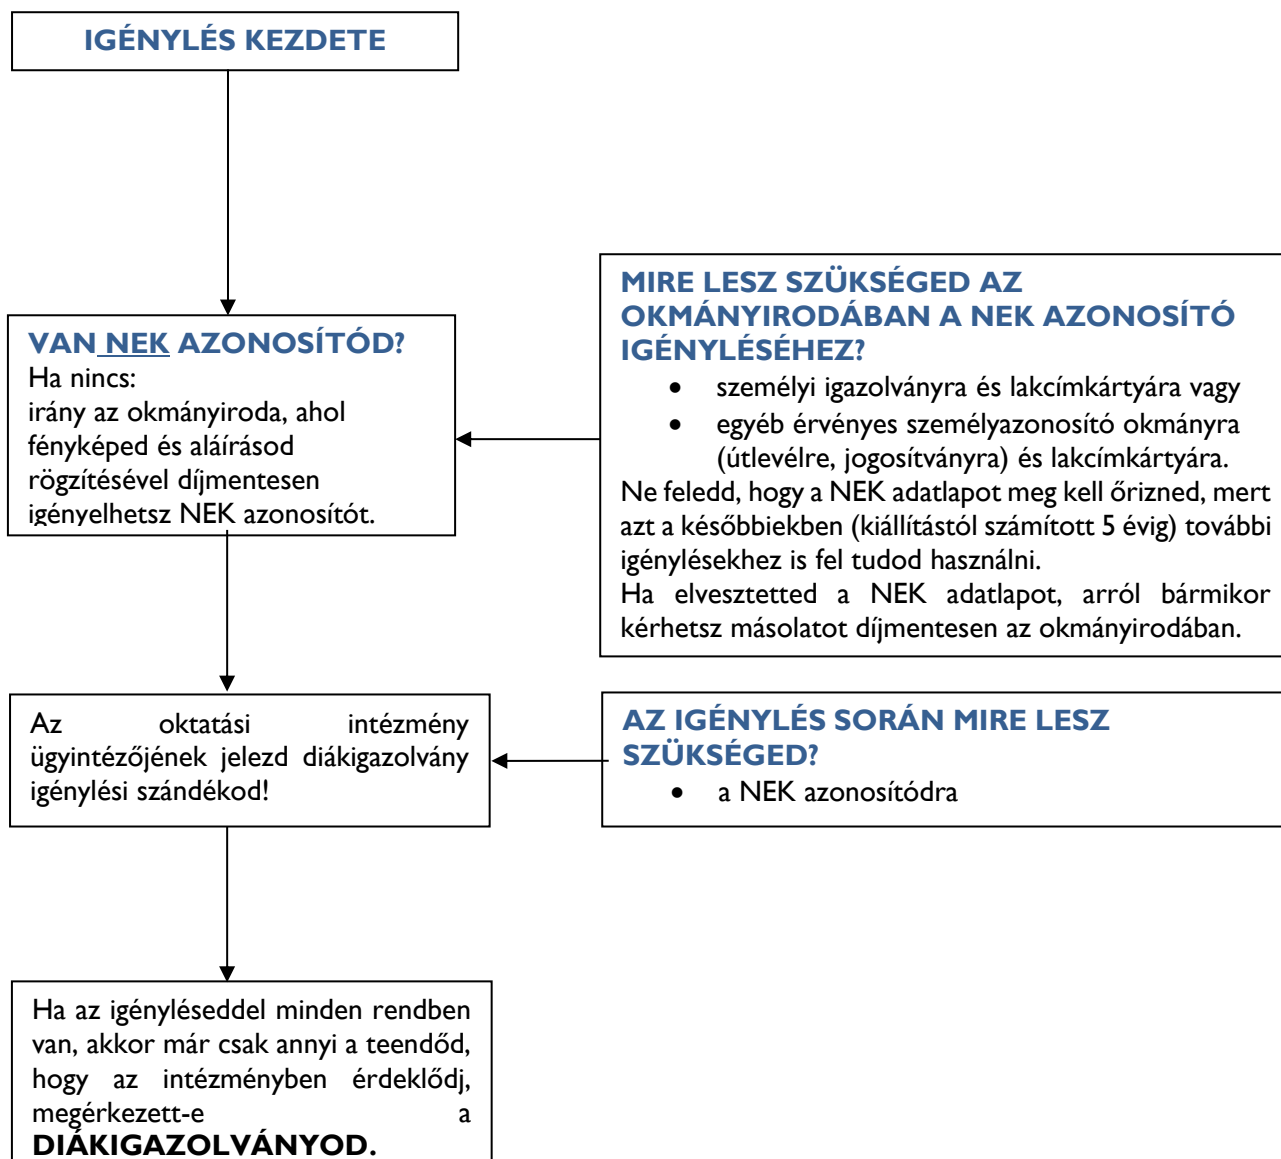 IGÉNYLÉS KEZDETE
VAN NEK AZONOSÍTÓD?
Ha nincs:
irány az okmányiroda, ahol
fényképed és aláírásod
rögzítésével díjmentesen
igényelhetsz NEK azonosítót.
MIRE LESZ SZÜKSÉGED AZ
OKMÁNYIRODÁBAN A NEK AZONOSÍTÓ
IGÉNYLÉSÉHEZ?
• személyi igazolványra és lakcímkártyára vagy
• egyéb érvényes személyazonosító okmányra
(útlevélre, jogosítványra) és lakcímkártyára.
Ne feledd, hogy a NEK adatlapot meg kell őrizned, mert
azt a későbbiekben (kiállítástól számított 5 évig) további
igénylésekhez is fel tudod használni.
Ha elvesztetted a NEK adatlapot, arról bármikor
kérhetsz másolatot díjmentesen az okmányirodában.
Az oktatási intézmény
ügyintézőjének jelezd diákigazolvány
igénylési szándékod!
AZ IGÉNYLÉS SORÁN MIRE LESZ
SZÜKSÉGED?
• a NEK azonosítódra
Ha az igényléseddel minden rendben
van, akkor már csak annyi a teendőd,
hogy az intézményben érdeklődj,
megérkezett-e a
DIÁKIGAZOLVÁNYOD.